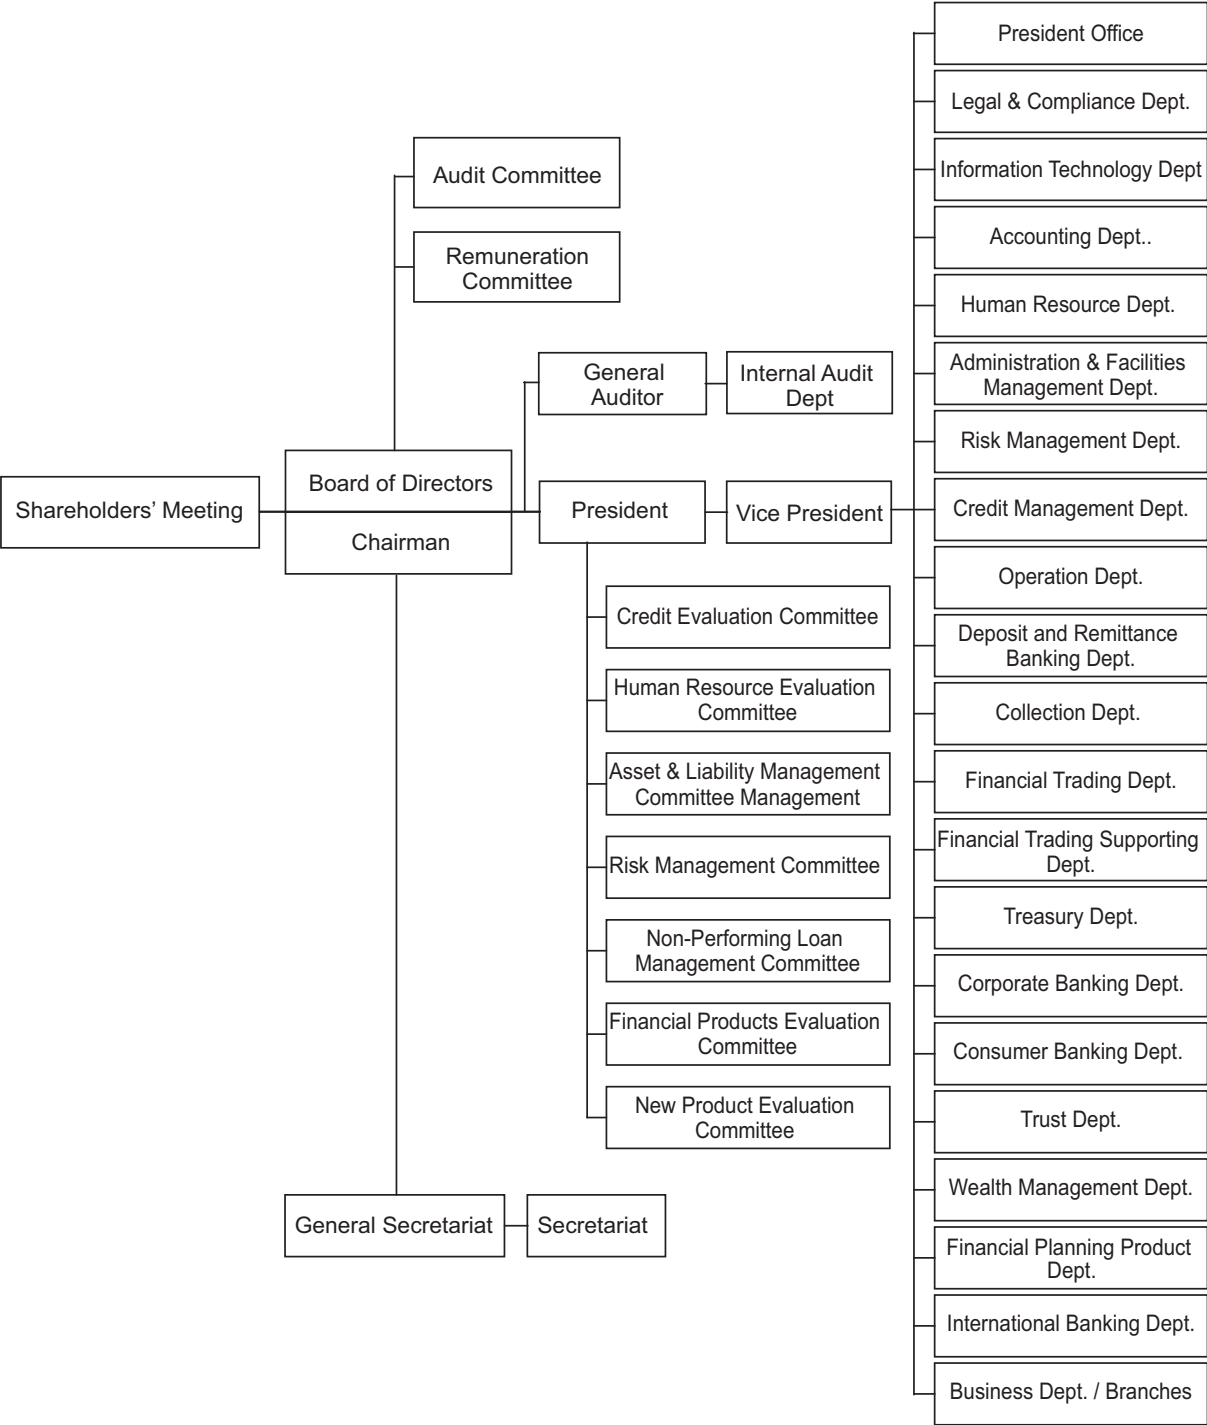 Shareholders’ Meeting
Board of Directors
Chairman
Audit Committee
Remuneration
Committee
General
Auditor
Internal Audit
Dept
President
Vice President
Credit Evaluation Committee
Human Resource Evaluation
Committee
Asset & Liability Management
Committee Management
Risk Management Committee
Non-Performing Loan
Management Committee
Financial Products Evaluation
Committee
New Product Evaluation
Committee
General Secretariat
Secretariat
President Office
Legal & Compliance Dept.
Information Technology Dept
Accounting Dept..
Human Resource Dept.
Administration & Facilities
Management Dept.
Risk Management Dept.
Credit Management Dept.
Operation Dept.
Deposit and Remittance
Banking Dept.
Collection Dept.
Financial Trading Dept.
Financial Trading Supporting
Dept.
Treasury Dept.
Corporate Banking Dept.
Consumer Banking Dept.
Trust Dept.
Wealth Management Dept.
Financial Planning Product
Dept.
International Banking Dept.
Business Dept. / Branches